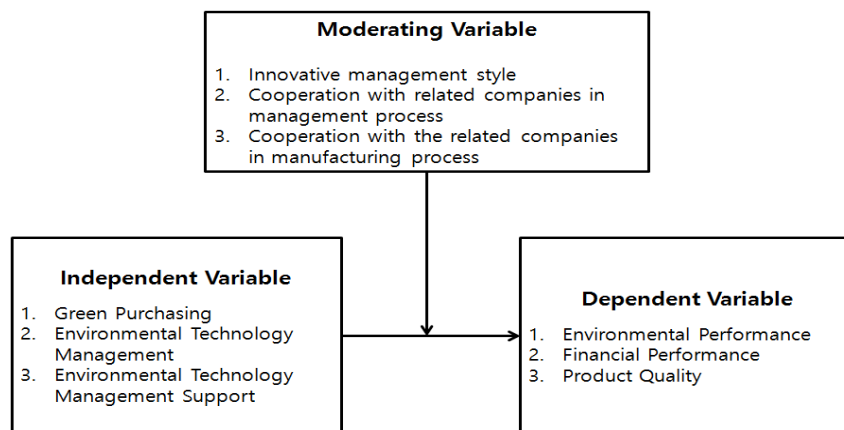 Moderating Variable
1. Innovative management style
2. Cooperation with related companies in
management process
3. Cooperation with the related companies
in manufacturing process
Independent Variable
1. Green Purchasing
2. Environmental Technology
Management
3. Environmental Technology
Management Support
Dependent Variable
1. Environmental Performance
2. Financial Performance
3. Product Quality